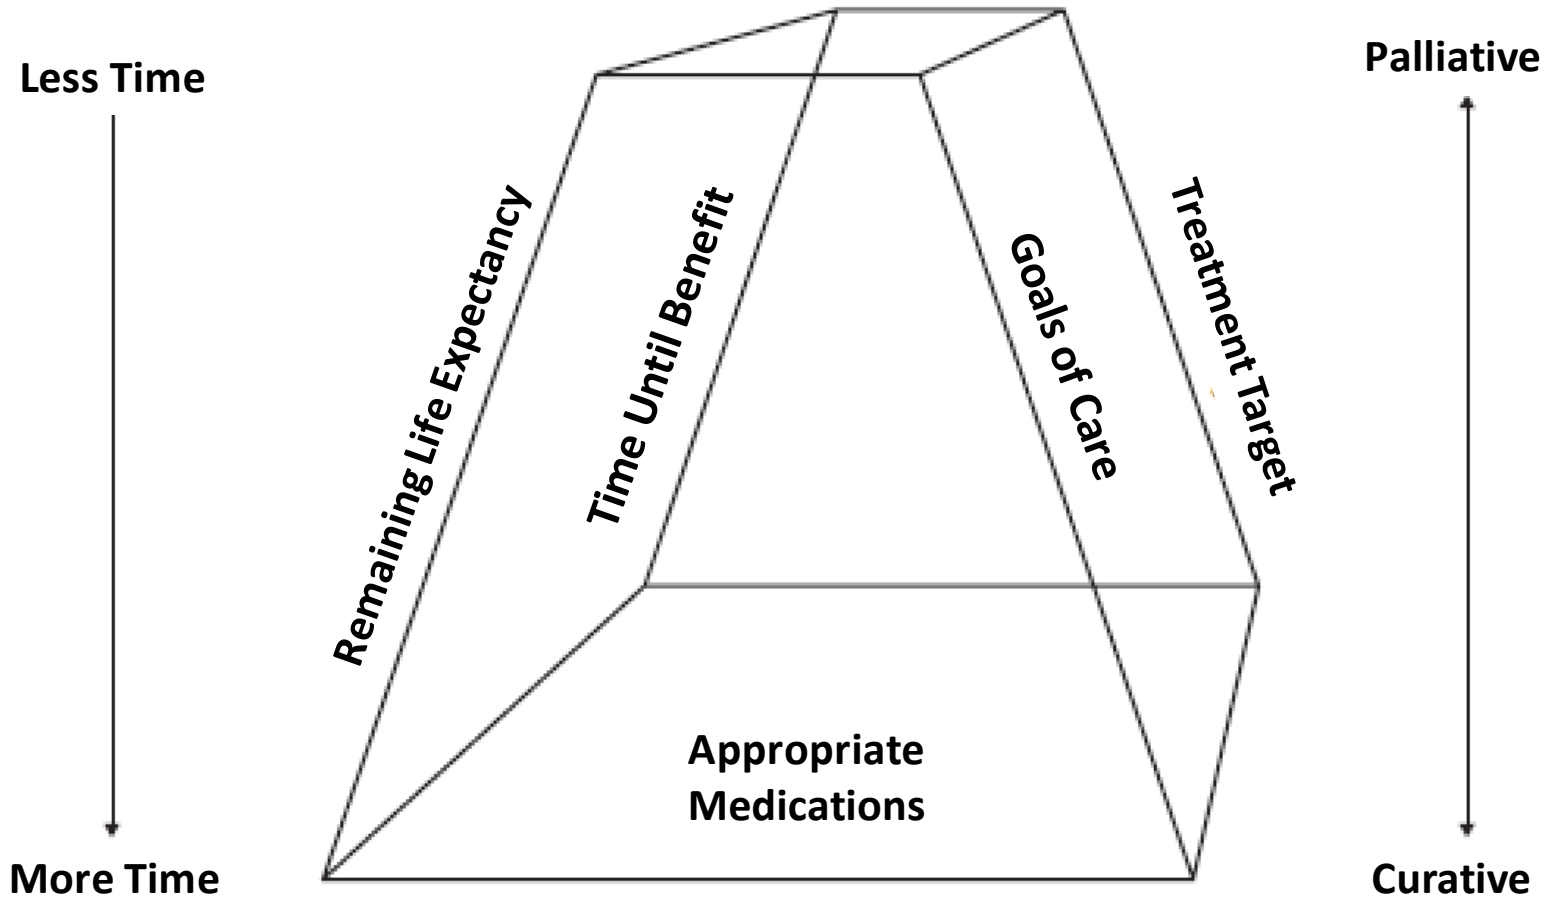 Less Time
Palliative
Remaining Life Expectancy
Time Until Benefit
Goals of Care
Treatment Target
Appropriate
Medications
More Time
Curative